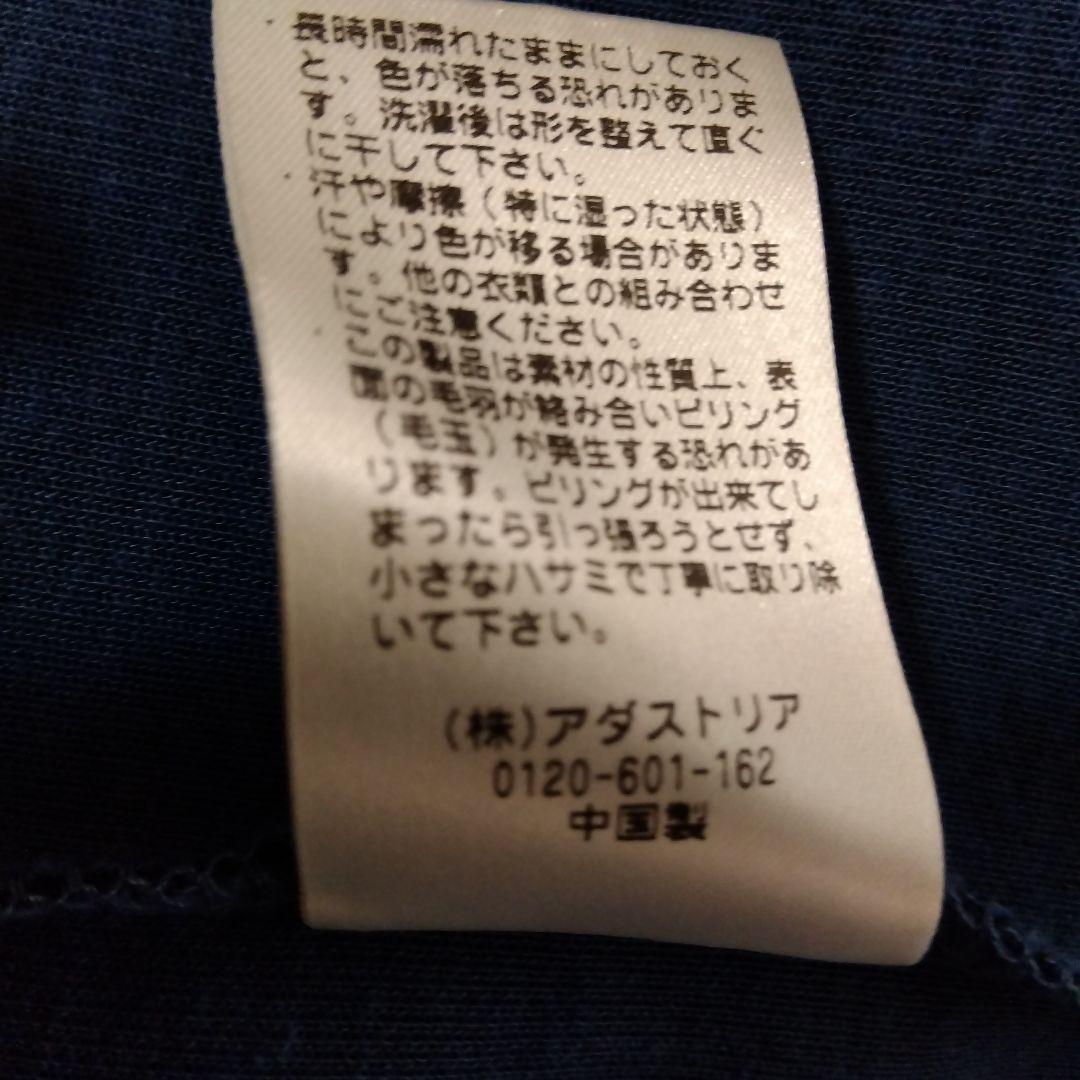 ・長時間濡れたままにしておく
と、色が落ちる恐れがありま
す。洗濯後は形を整えて直ぐ
に干して下さい。
・汗や摩擦(特に湿った状態)
により色が移る場合がありま
す。他の衣類との組み合わせ
にご注意ください。
・この製品は素材の性質上、表
面の毛羽が絡み合いピリング
(毛玉)が発生する恐れがあ
ります。ピリングが出来てし
まったら引っ張ろうとせず、
小さなハサミで丁寧に取り除
いて下さい。
(株)アダストリア
0120-601-162
中国製